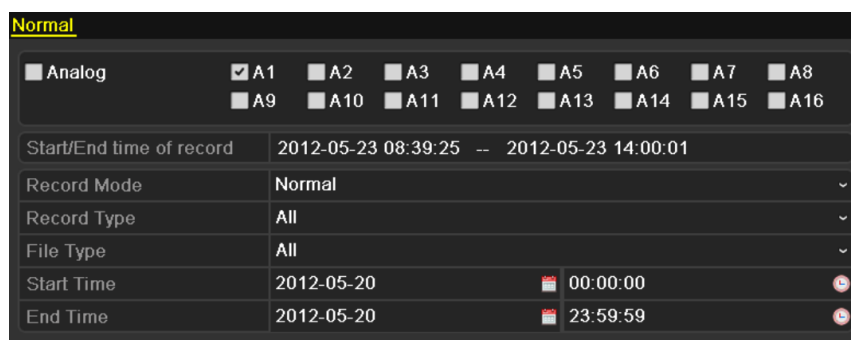 Normal
Analog A1 A2 A3 A4 A5 A6 A7 A8
A9 A10 A11 A12 A13 A14 A15 A16
Start/End time of record 2012-05-23 08:39:25 -- 2012-05-23 14:00:01
Record Mode Normal
Record Type All
File Type All
Start Time 2012-05-20 00:00:00
End Time 2012-05-20 23:59:59